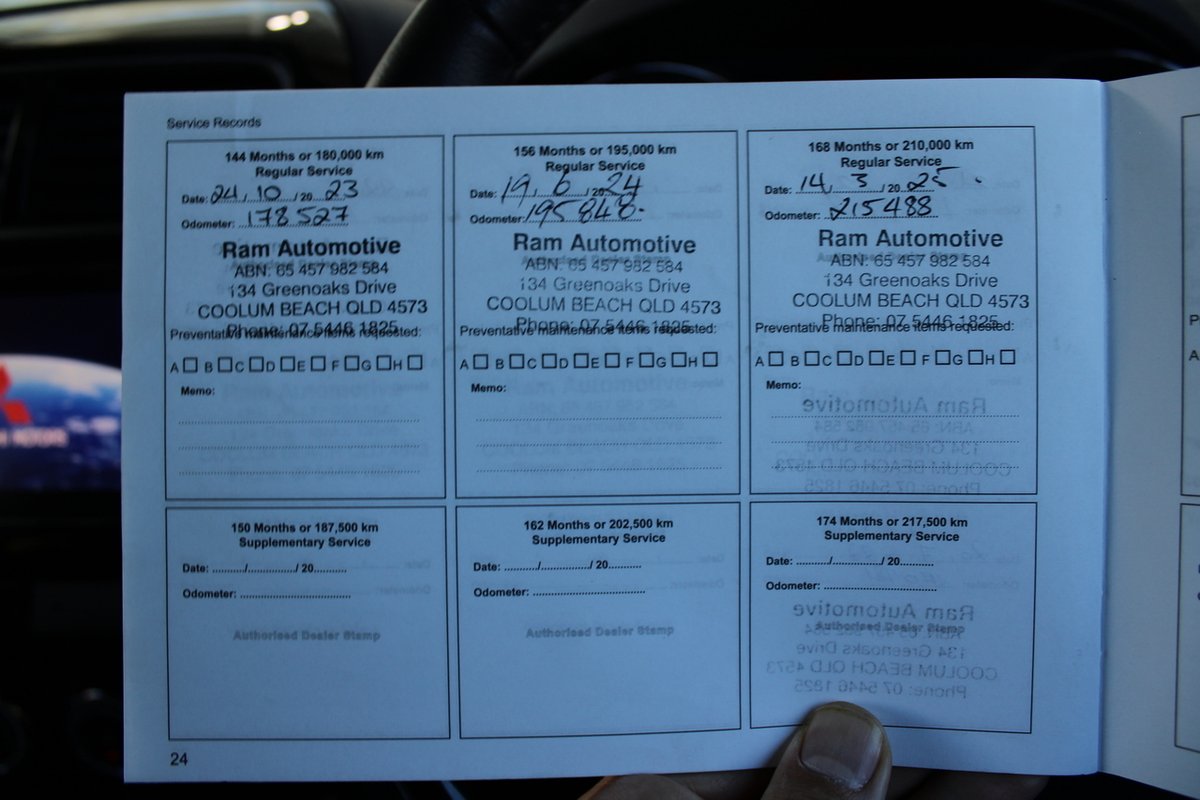 Service Records
144 Months or 180,000 km
Regular Service
Date: 24, 10 / 20 23
Odometer: 178 527
Ram Automotive
ABN: 65 457 982 584
134 Greenoaks Drive
COOLUM BEACH QLD 4573
Phone: 07 5446 1825
Preventative maintenance items requested:
A B C D E F G H
Memo:
156 Months or 195,000 km
Regular Service
Date: 19, 6 / 20 24
Odometer: 195 848
Ram Automotive
ABN: 65 457 982 584
134 Greenoaks Drive
COOLUM BEACH QLD 4573
Phone: 07 5446 1825
Preventative maintenance items requested:
A B C D E F G H
Memo:
168 Months or 210,000 km
Regular Service
Date: 14, 3 / 20 25
Odometer: 215488
Ram Automotive
ABN: 65 457 982 584
134 Greenoaks Drive
COOLUM BEACH QLD 4573
Phone: 07 5446 1825
Preventative maintenance items requested:
A B C D E F G H
Memo:
150 Months or 187,500 km
Supplementary Service
Date: ........./................/ 20..........
Odometer: .................................
Authorised Dealer Stamp
162 Months or 202,500 km
Supplementary Service
Date: ........./................/ 20..........
Odometer: .................................
Authorised Dealer Stamp
174 Months or 217,500 km
Supplementary Service
Date: ........./................/ 20..........
Odometer: .................................
Authorised Dealer Stamp
24
MOTORS